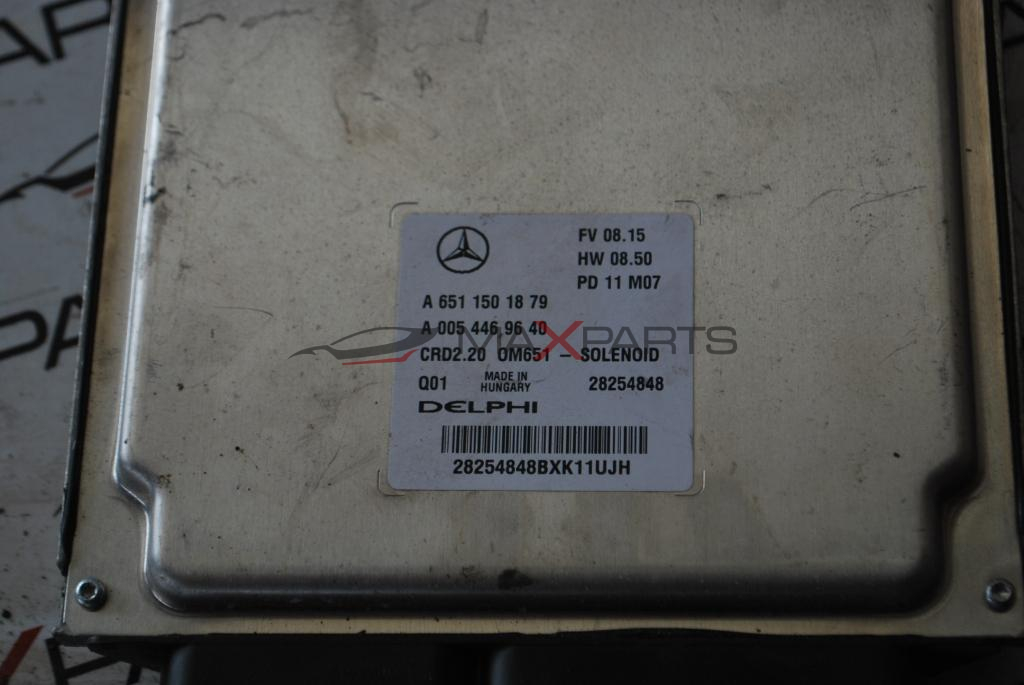 FV 08.15
HW 08.50
PD 11 M07
A 651 150 18 79
A 005 446 96 40
MAXPARTS
CRD2.20 OM651 - SOLENOID
Q01 MADE IN HUNGARY 28254848
DELPHI
28254848BXK11UJH